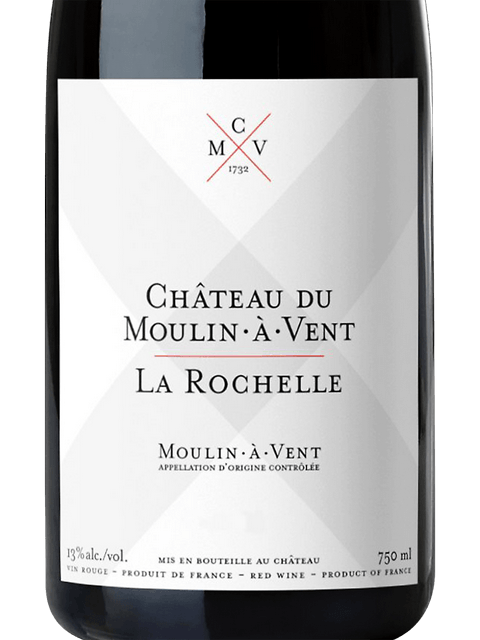 C
M V
1732
CHÂTEAU DU
MOULIN·À·VENT
LA ROCHELLE
MOULIN·À·VENT
APPELLATION D'ORIGINE CONTRÔLÉE
13% alc./vol. MIS EN BOUTEILLE AU CHÂTEAU 750 ml
VIN ROUGE - PRODUIT DE FRANCE - RED WINE - PRODUCT OF FRANCE